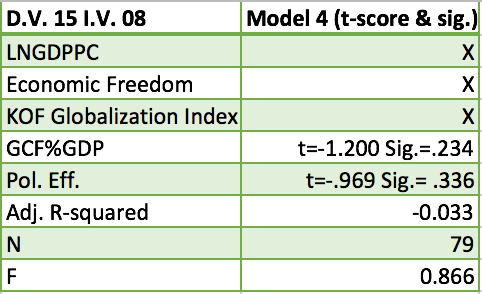 D.V. 15 I.V. 08 Model 4 (t-score & sig.)
LNGDPPC X
Economic Freedom X
KOF Globalization Index X
GCF%GDP t=-1.200 Sig.=.234
Pol. Eff. t=-.969 Sig.= .336
Adj. R-squared -0.033
N 79
F 0.866